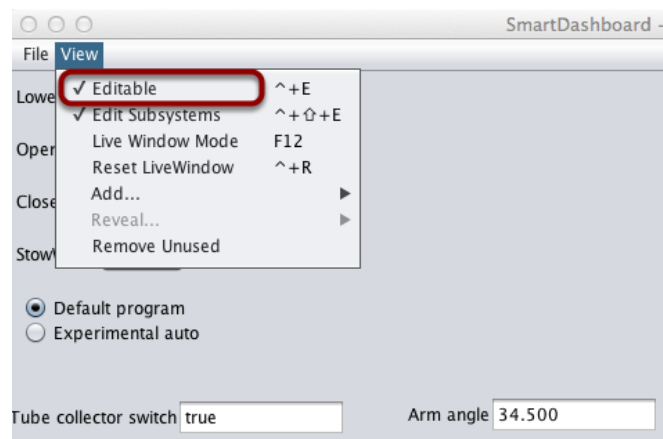 SmartDashboard -
File View
✓ Editable ^+E
✓ Edit Subsystems ^+⇧+E
Live Window Mode F12
Reset LiveWindow ^+R
Add... ▶
Reveal... ▶
Remove Unused
Lowe
Oper
Close
Stow
Default program
Experimental auto
Tube collector switch true
Arm angle 34.500